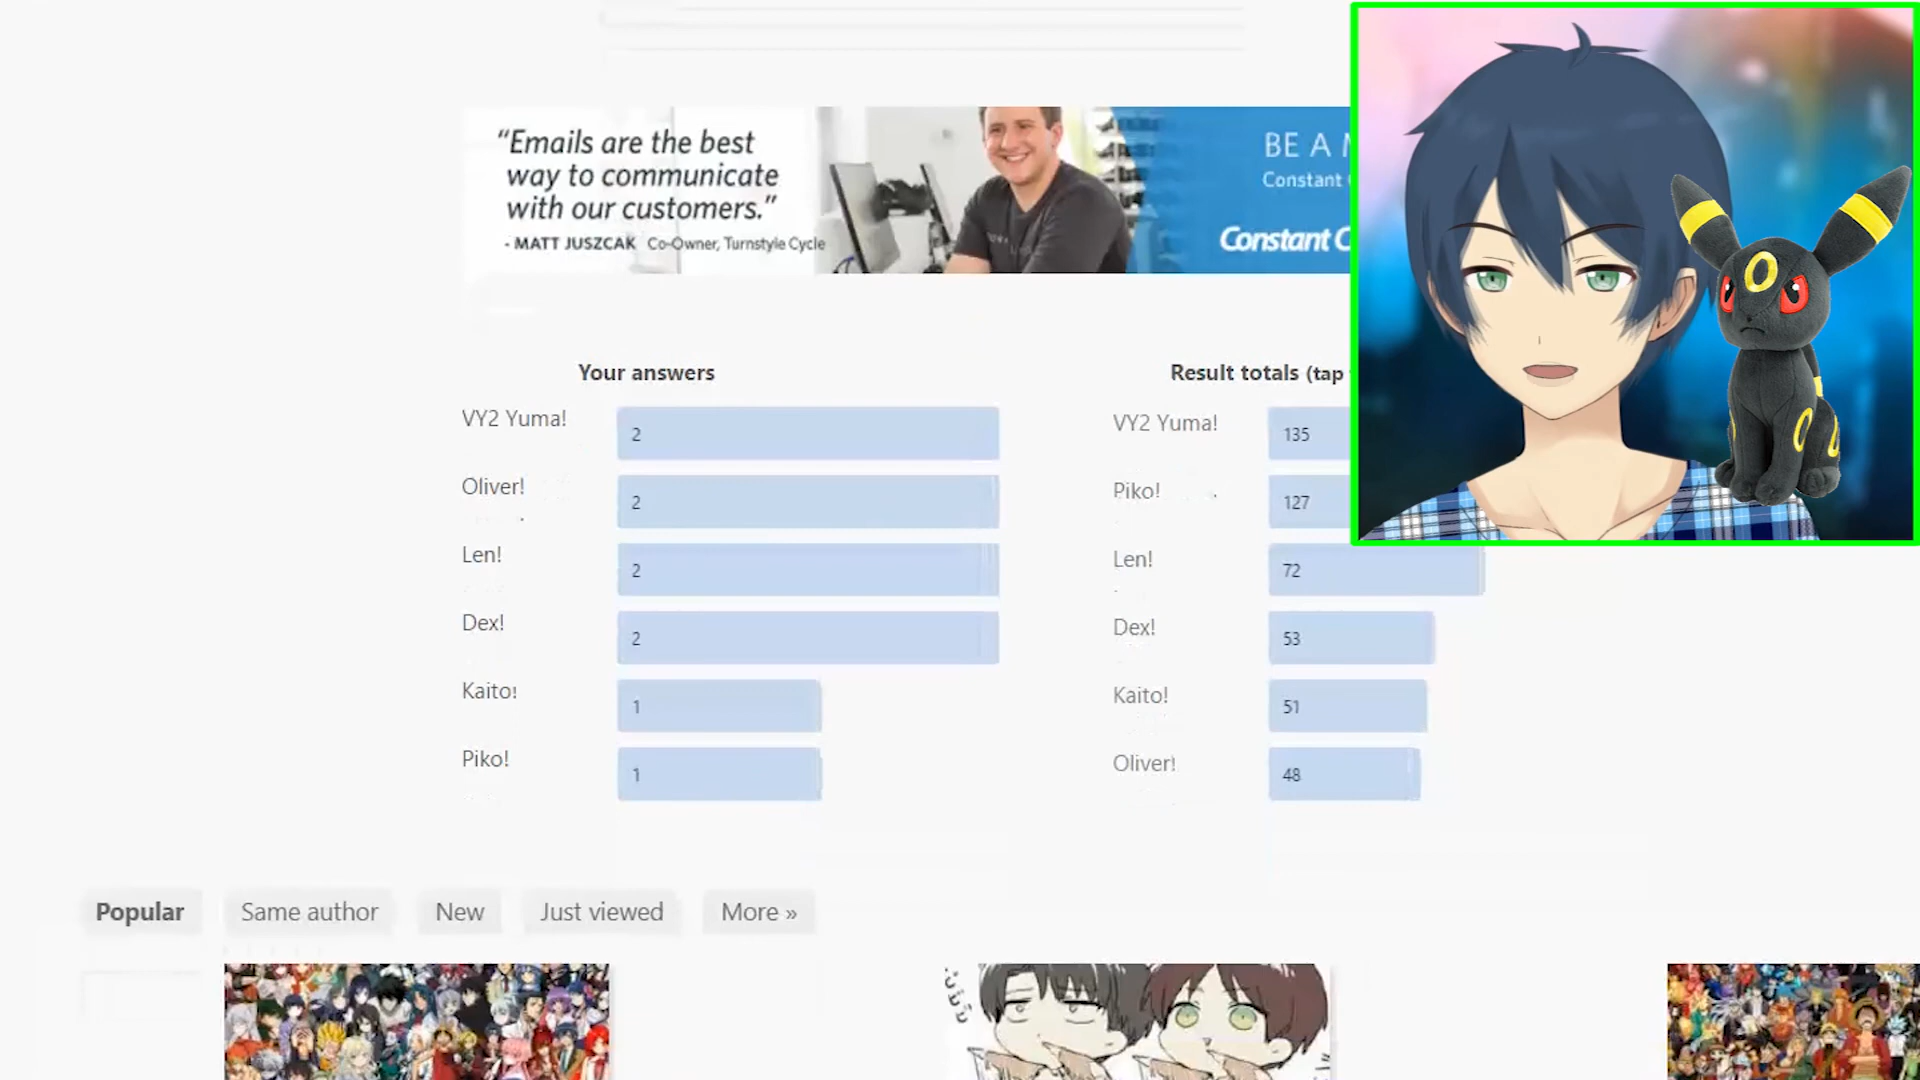 “Emails are the best
way to communicate
with our customers.”
- MATT JUSZCAK Co-Owner, Turnstyle Cycle
BE A
Constant
Constant C
Your answers
VY2 Yuma! 2
Oliver! 2
Len! 2
Dex! 2
Kaito! 1
Piko! 1
Result totals (tap
VY2 Yuma! 135
Piko! 127
Len! 72
Dex! 53
Kaito! 51
Oliver! 48
Popular Same author New Just viewed More »